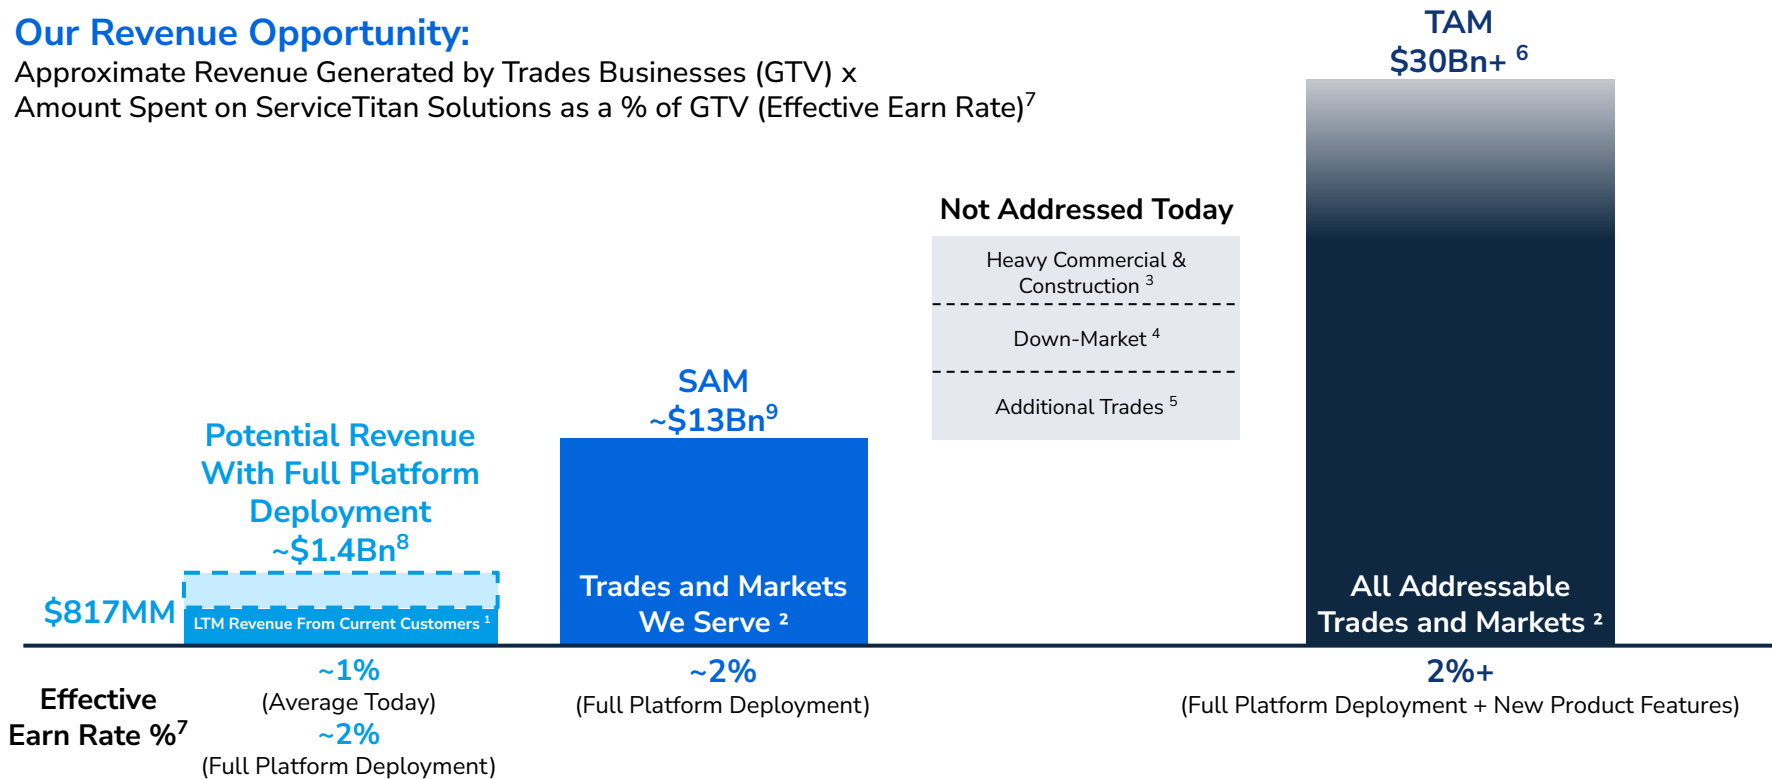 Our Revenue Opportunity:
Approximate Revenue Generated by Trades Businesses (GTV) x
Amount Spent on ServiceTitan Solutions as a % of GTV (Effective Earn Rate)7
TAM
$30Bn+ 6
Not Addressed Today
Heavy Commercial &
Construction 3
Down-Market 4
Additional Trades 5
SAM
~$13Bn9
Potential Revenue
With Full Platform
Deployment
~$1.4Bn8
$817MM
LTM Revenue From Current Customers 1
Trades and Markets
We Serve 2
All Addressable
Trades and Markets 2
Effective
Earn Rate %7
~1%
(Average Today)
~2%
(Full Platform Deployment)
~2%
(Full Platform Deployment)
2%+
(Full Platform Deployment + New Product Features)